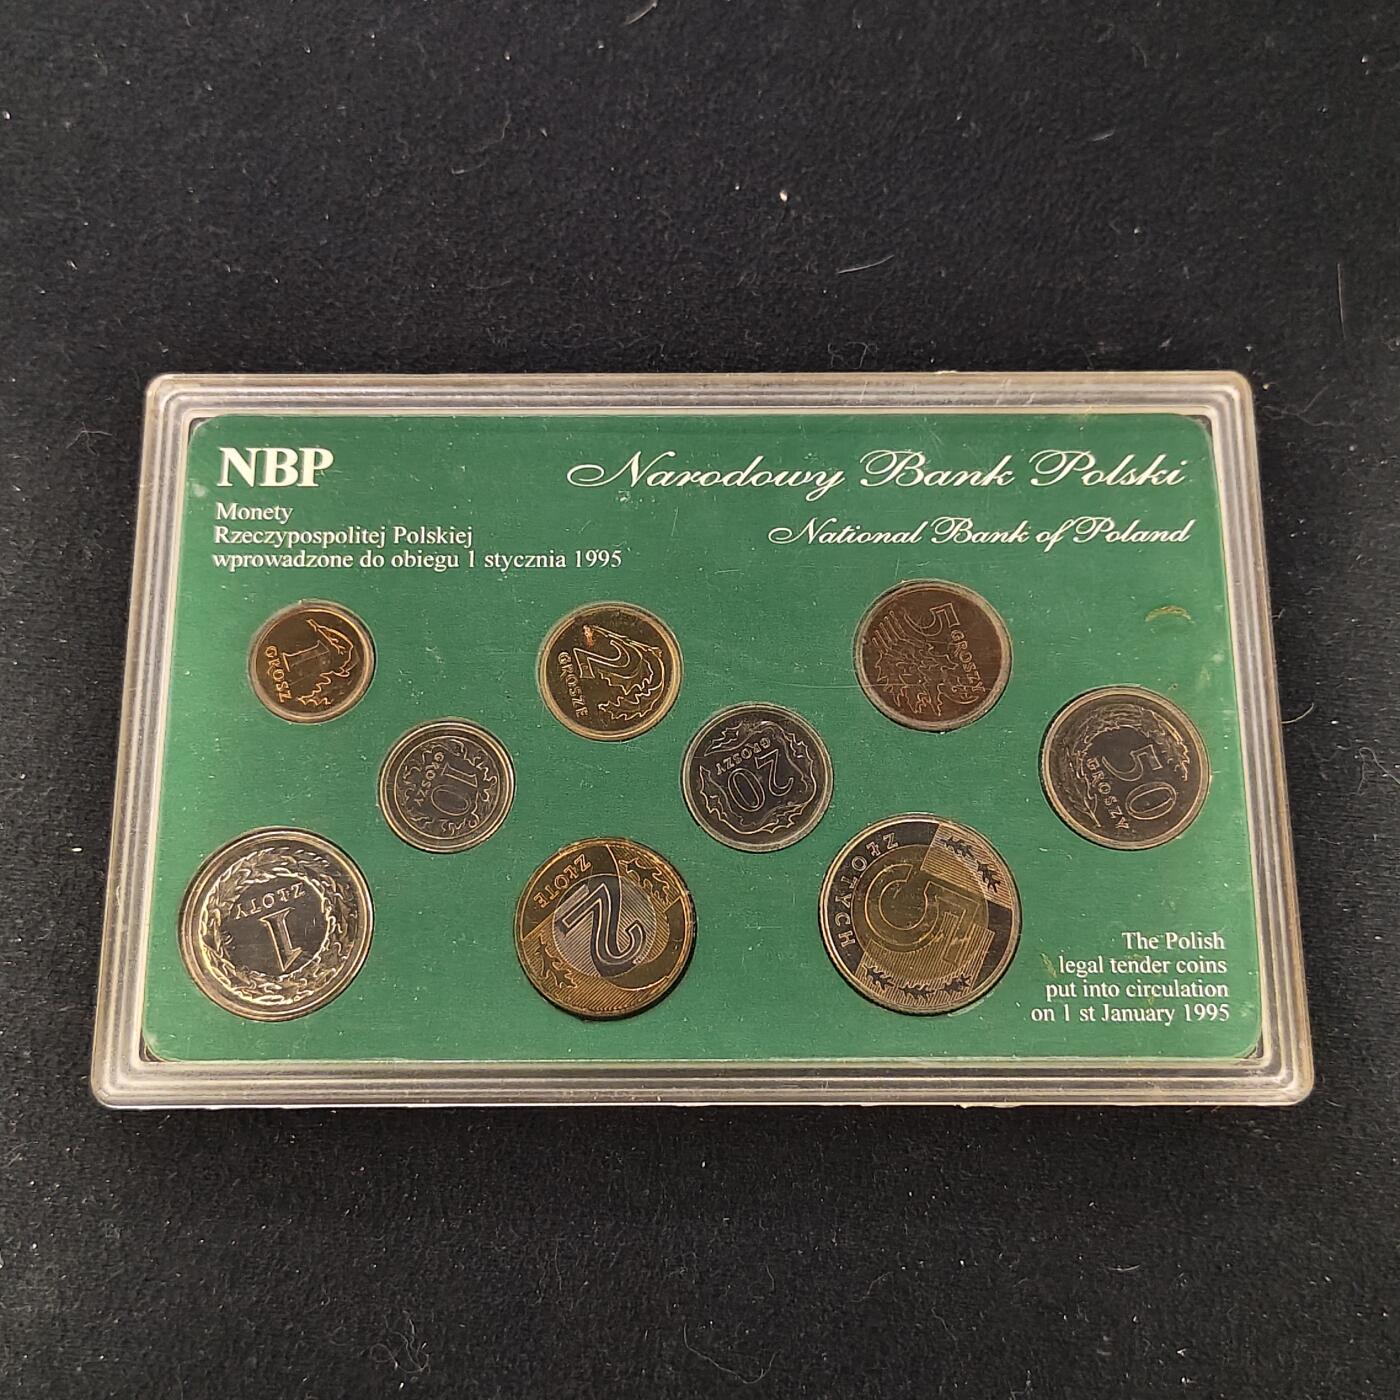 NBP
Monety
Rzeczypospolitej Polskiej
wprowadzone do obiegu 1 stycznia 1995
Narodowy Bank Polski
National Bank of Poland
1
GROSZ
2
GROSZE
5
GROSZY
10
GROSZY
20
GROSZY
50
GROSZY
1
ZŁOTY
2
ZŁOTE
5
ZŁOTYCH
The Polish
legal tender coins
put into circulation
on 1 st January 1995